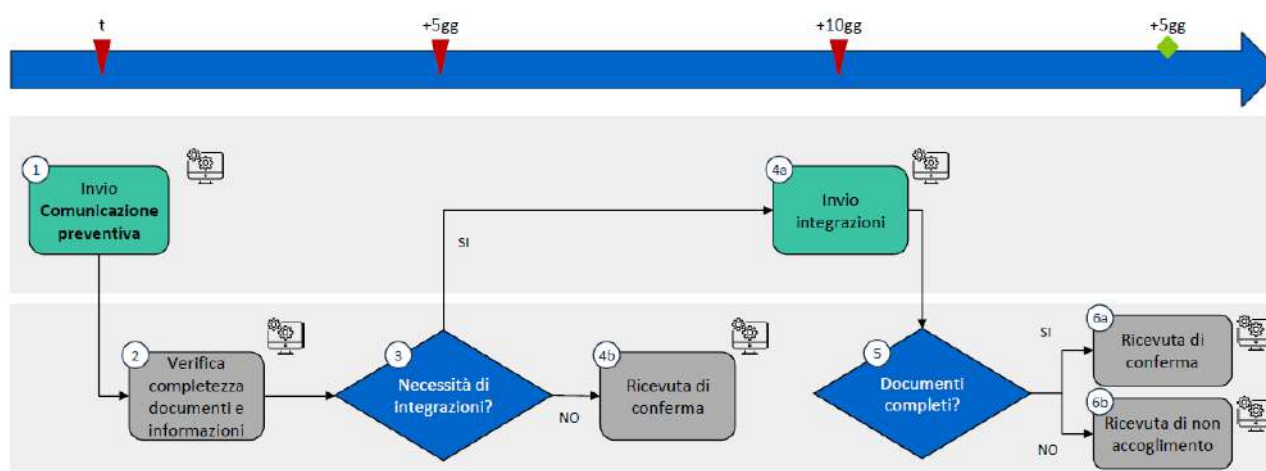 t
+5gg
+10gg
+5gg
1
Invio
Comunicazione
preventiva
4a
Invio
integrazioni
SI
2
Verifica
completezza
documenti e
informazioni
3
Necessità di
integrazioni?
NO
4b
Ricevuta di
conferma
5
Documenti
completi?
SI
6a
Ricevuta di
conferma
NO
6b
Ricevuta di non
accoglimento